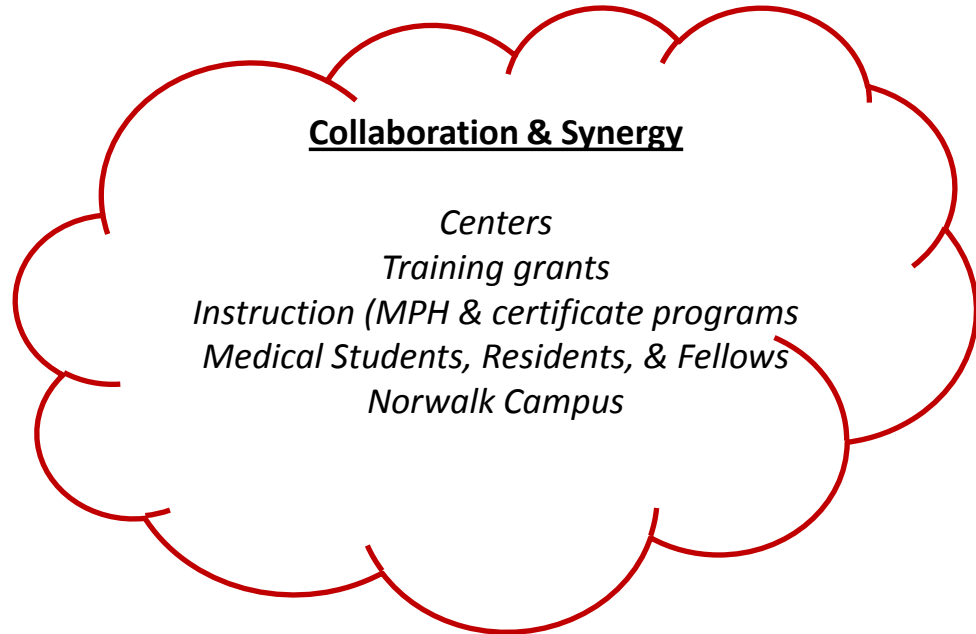 Collaboration & Synergy
Centers
Training grants
Instruction (MPH & certificate programs
Medical Students, Residents, & Fellows
Norwalk Campus